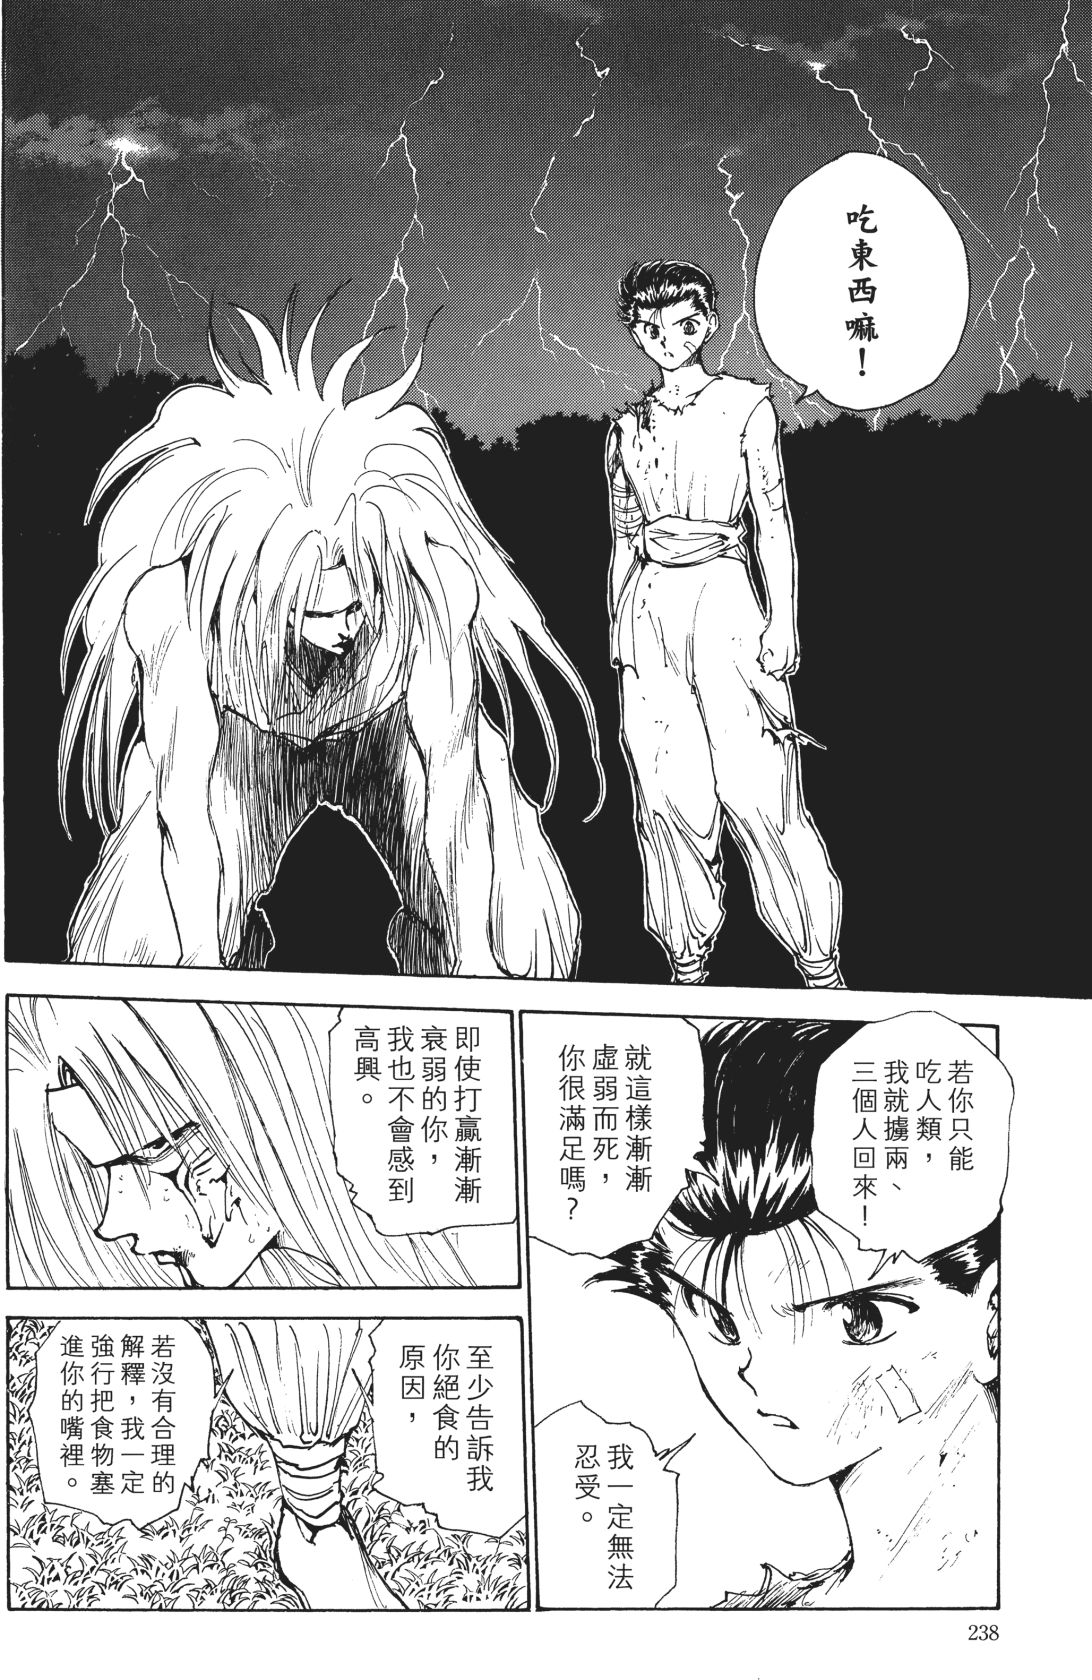 吃東西嘛！
若你只能
吃人類，
我就擄兩、
三個人回來！
就這樣漸漸
虛弱而死，
你很滿足嗎？
我一定無法
忍受。
即使打贏漸漸
衰弱的你，
我也不會感到
高興。
至少告訴我
你絕食的
原因，
若沒有合理的
解釋，我一定
強行把食物塞
進你的嘴裡。
238